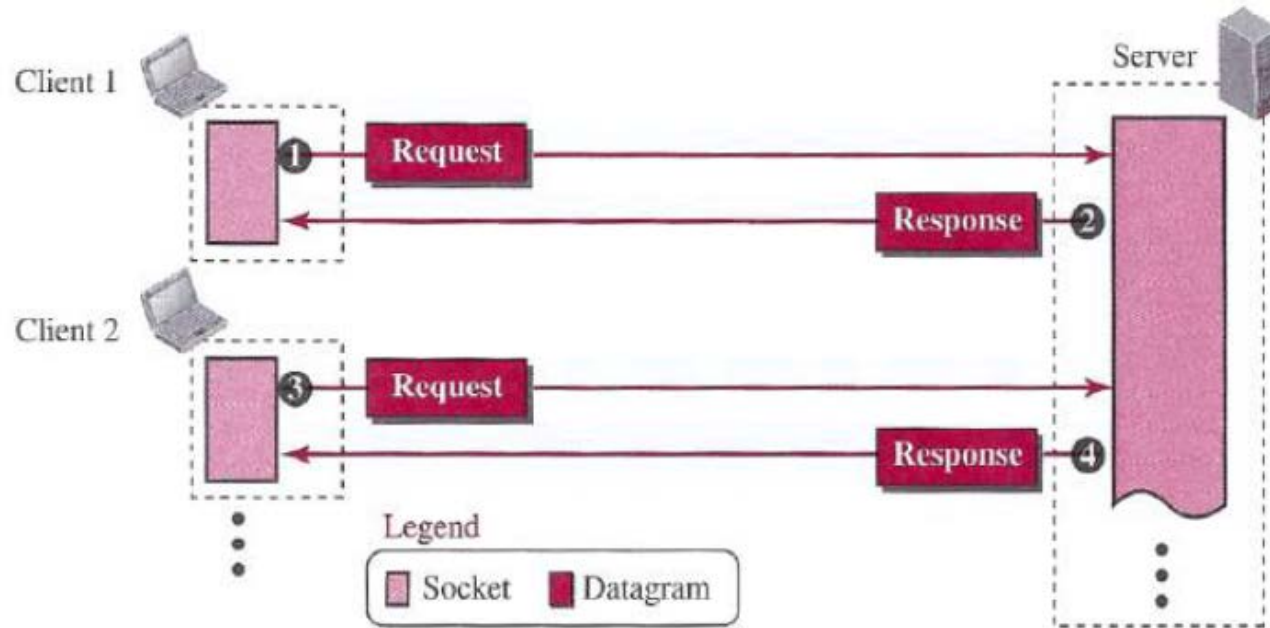 Server
Client 1
1 Request
Response 2
Client 2
3 Request
Response 4
Legend
Socket Datagram